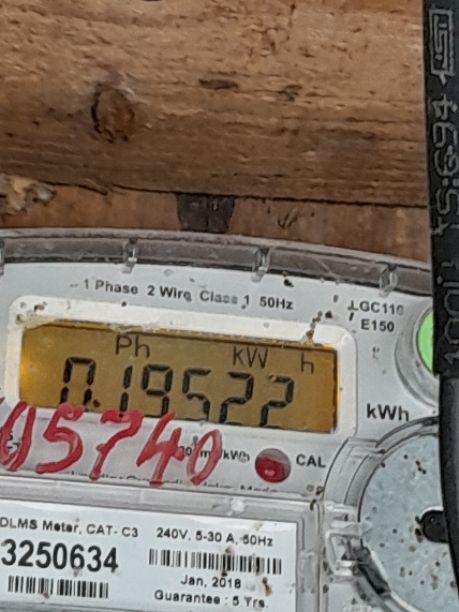 1 Phase 2 Wire Class 1 50Hz
LGC110
E150
Ph KW h
0.19522
kWh
05740
CAL
DLMS Meter, CAT- C3
240V, 5-30 A, 50Hz
3250634
Jan, 2018
Guarantee : 5 Yrs.